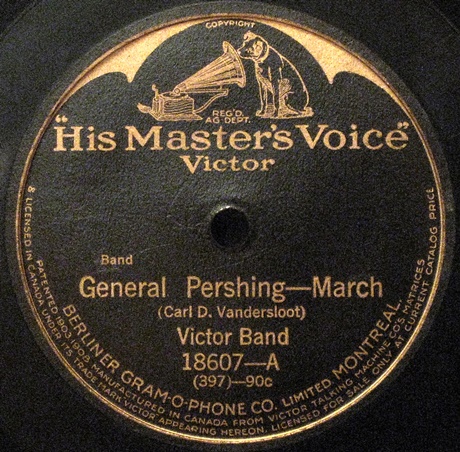 COPYRIGHT
REG'D.
AG. DEPT.
"His Master's Voice"
Victor
Band
General Pershing—March
(Carl D. Vandersloot)
Victor Band
18607—A
(397)—90c
BERLINER GRAM-O-PHONE CO. LIMITED, MONTREAL.
PATENTED 1903, 1908. MANUFACTURED IN CANADA FROM VICTOR TALKING MACHINE CO'S MATRICES
& LICENSED IN CANADA UNDER ITS TRADE MARK VICTOR APPEARING HEREON. LICENSED FOR SALE ONLY AT CURRENT CATALOG PRICE